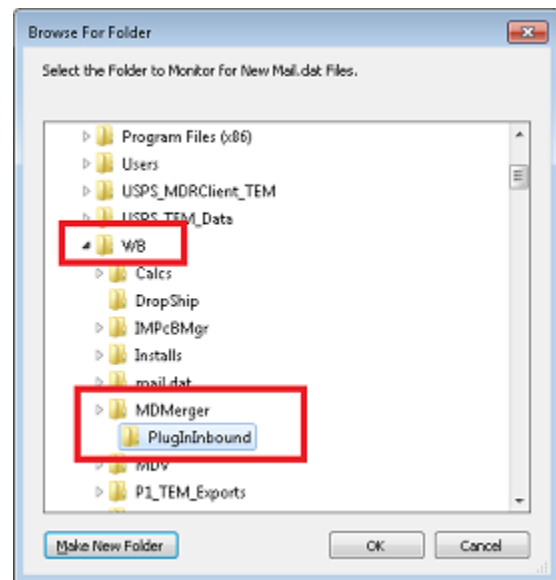 Browse For Folder
Select the Folder to Monitor for New Mail.dat Files.
Program Files (x86)
Users
USPS_MDRClient_TEM
USPS_TEM_Data
WB
Calcs
DropShip
IMPcBMgr
Installs
mail.dat
MDMerger
PlugInInbound
MDV
P1_TEM_Exports
Make New Folder
OK
Cancel